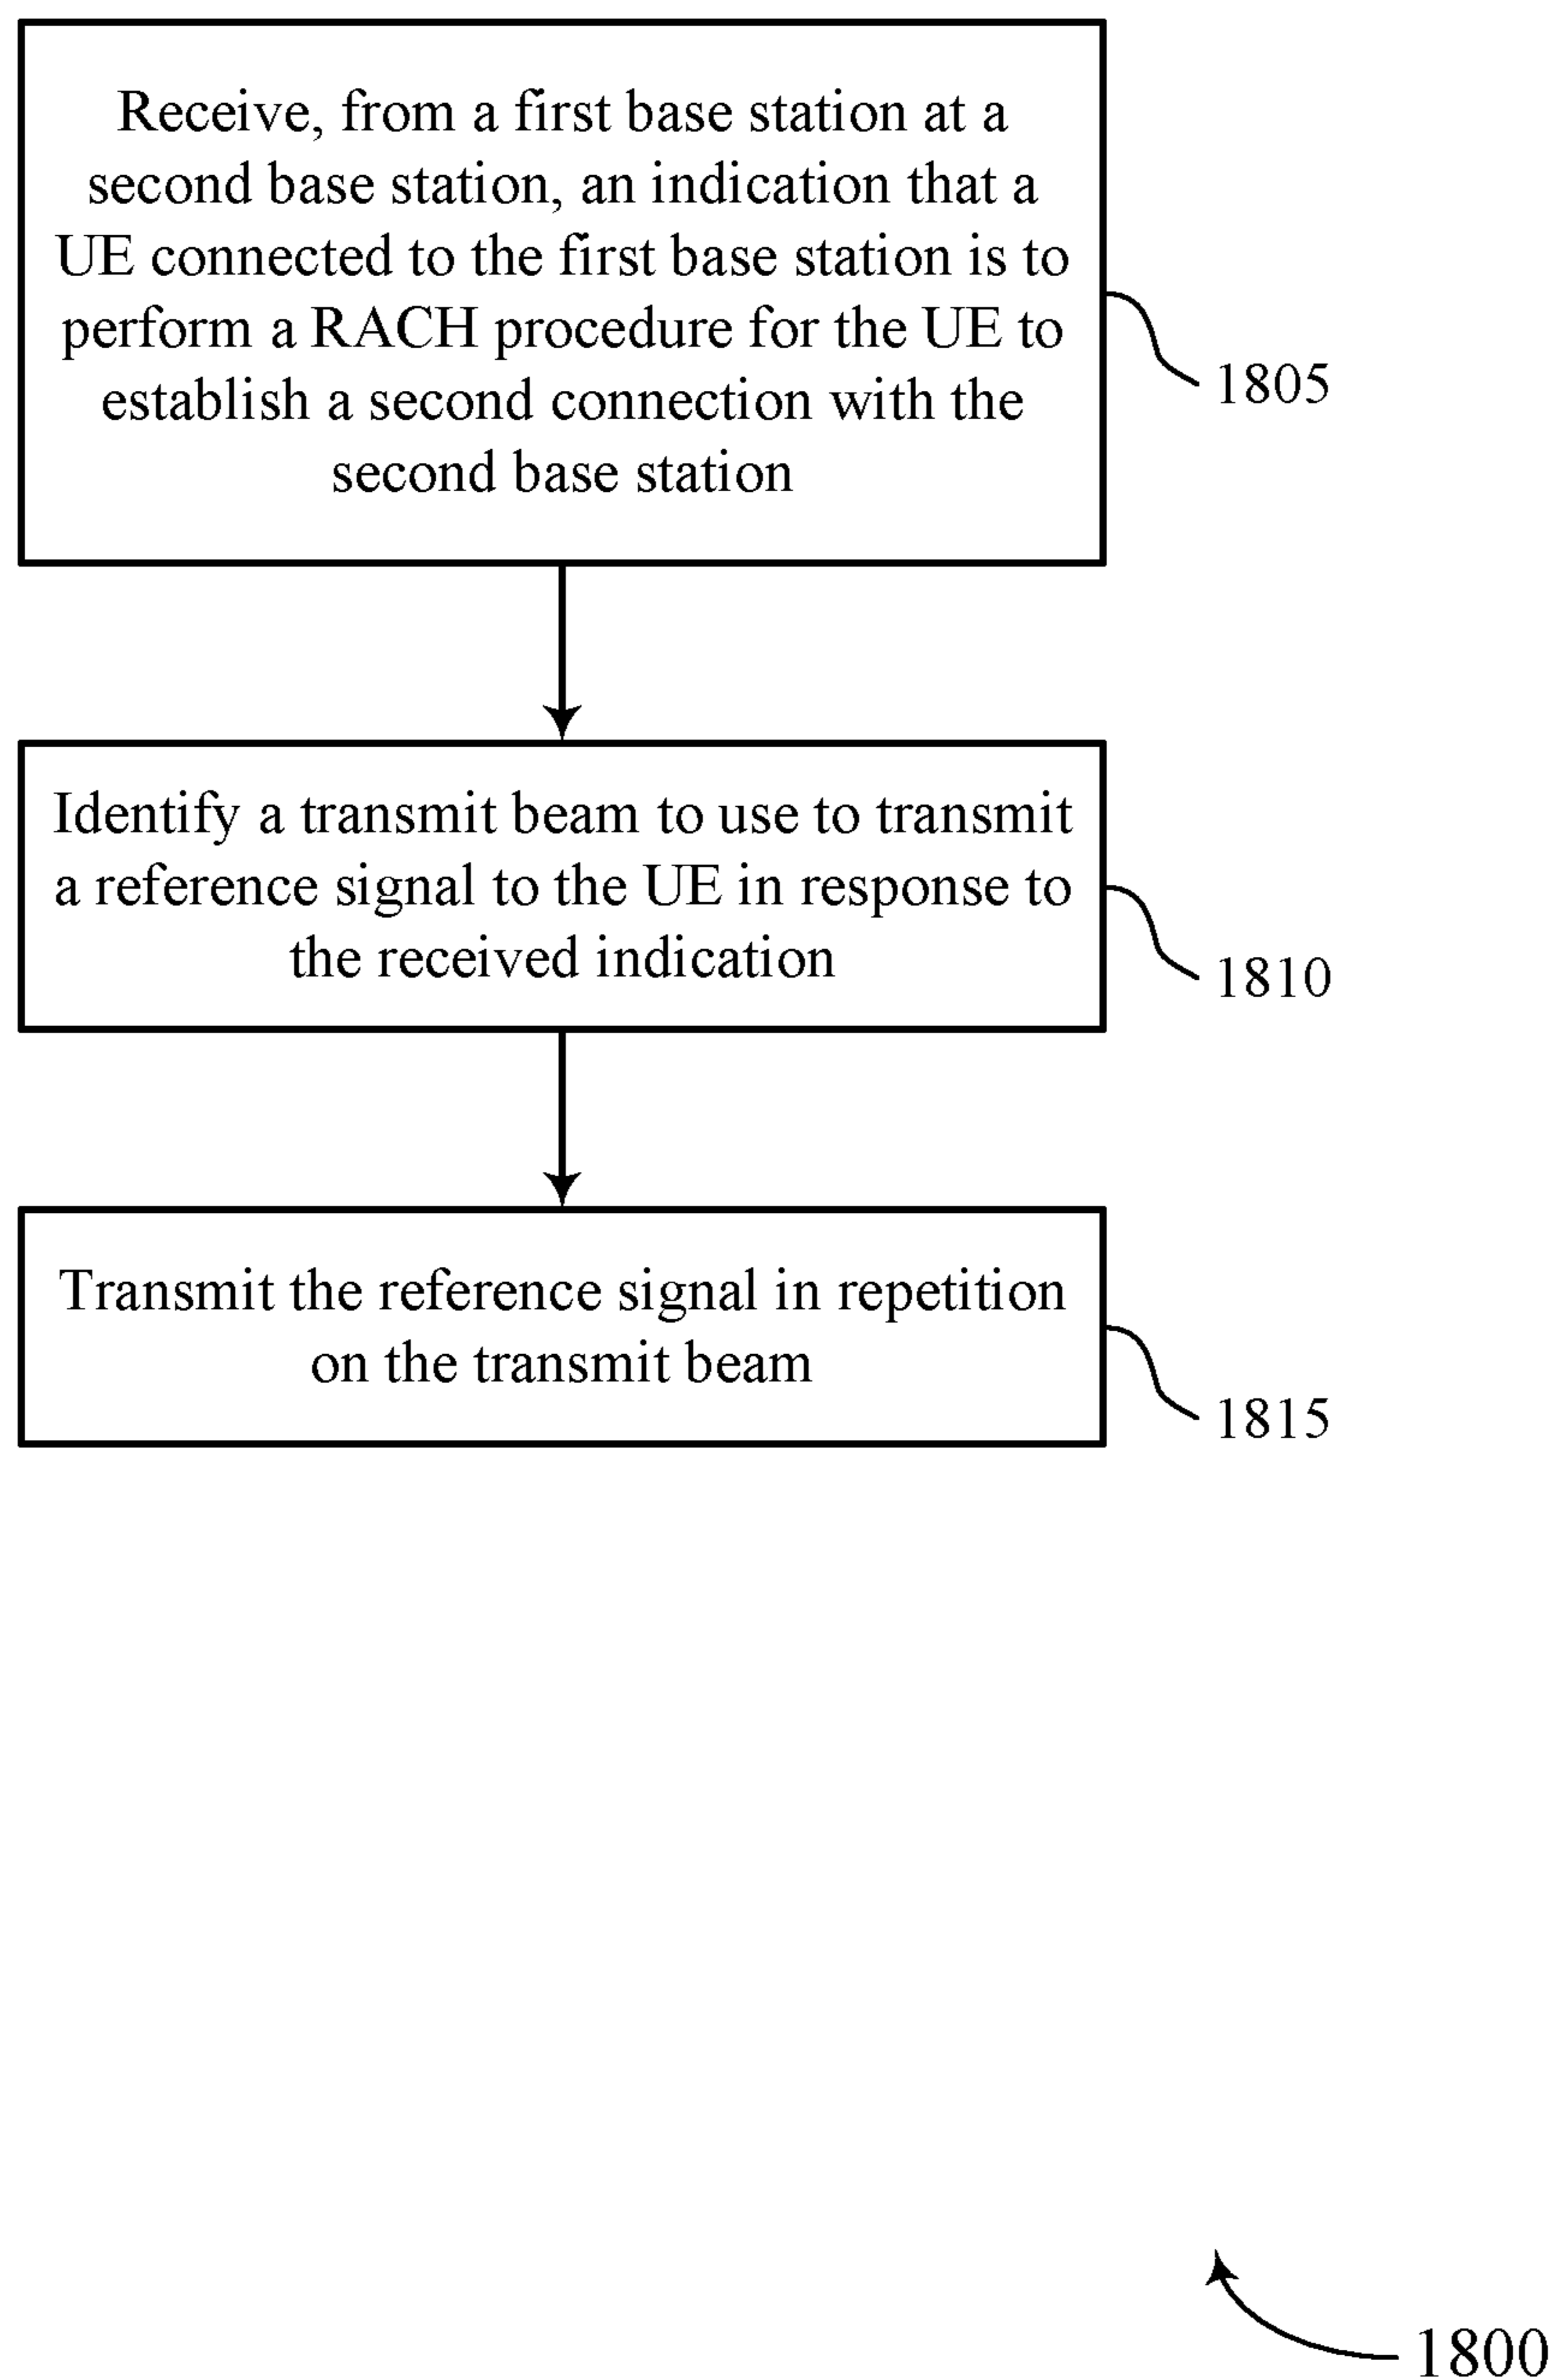 Receive, from a first base station at a
second base station, an indication that a
UE connected to the first base station is to
perform a RACH procedure for the UE to
establish a second connection with the
second base station
1805
Identify a transmit beam to use to transmit
a reference signal to the UE in response to
the received indication
1810
Transmit the reference signal in repetition
on the transmit beam
1815
1800